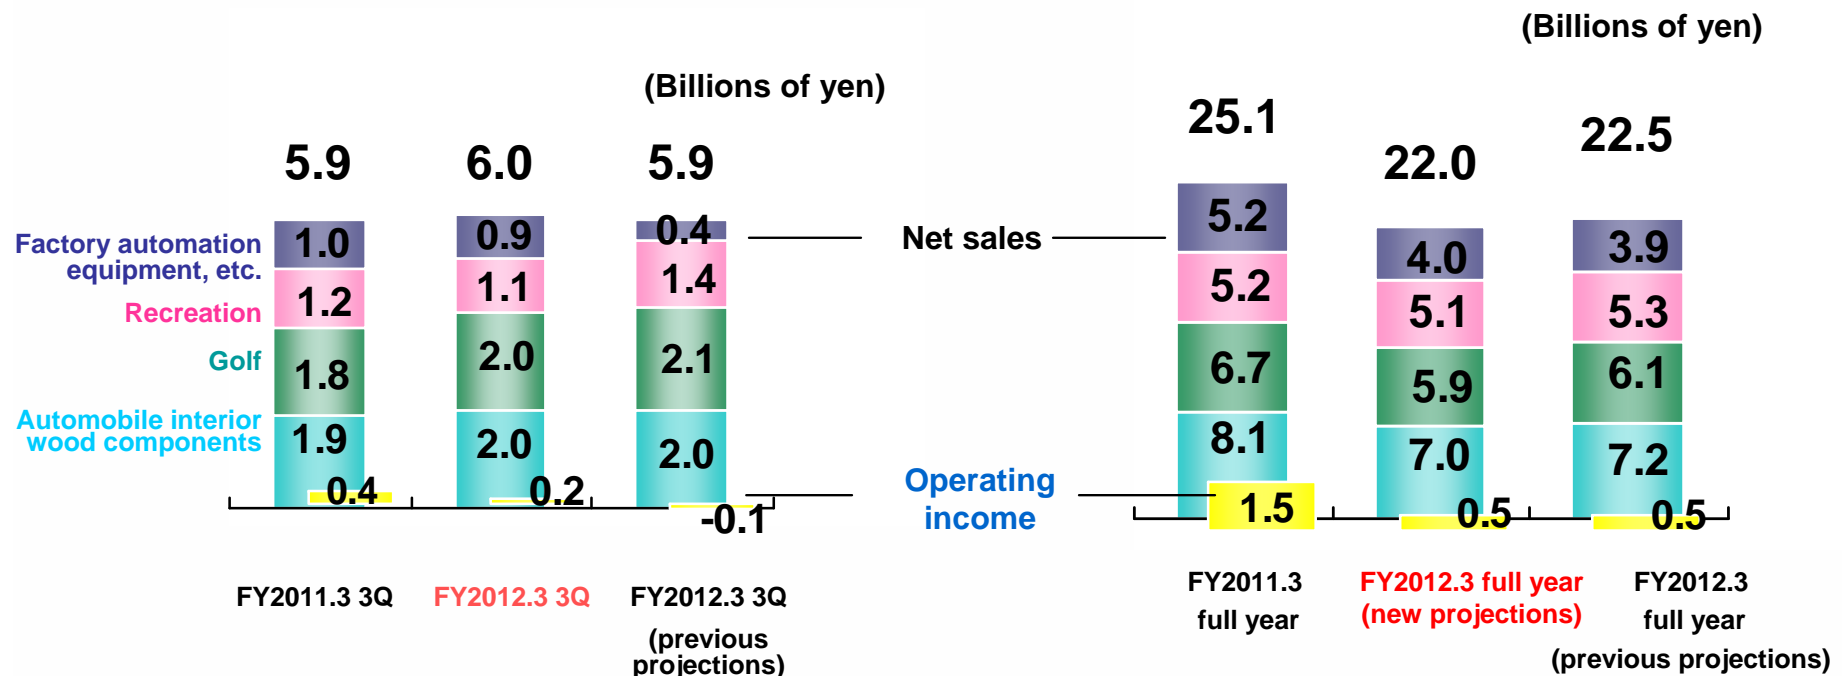 (Billions of yen)
(Billions of yen)
5.9
6.0
5.9
25.1
22.0
22.5
Factory automation
equipment, etc.
Recreation
Golf
Automobile interior
wood components
1.0
1.2
1.8
1.9
0.4
0.9
1.1
2.0
2.0
0.2
0.4
1.4
2.1
2.0
-0.1
Net sales
Operating
income
5.2
5.2
6.7
8.1
1.5
4.0
5.1
5.9
7.0
0.5
3.9
5.3
6.1
7.2
0.5
FY2011.3 3Q
FY2012.3 3Q
FY2012.3 3Q
(previous
projections)
FY2011.3
full year
FY2012.3 full year
(new projections)
FY2012.3
full year
(previous projections)